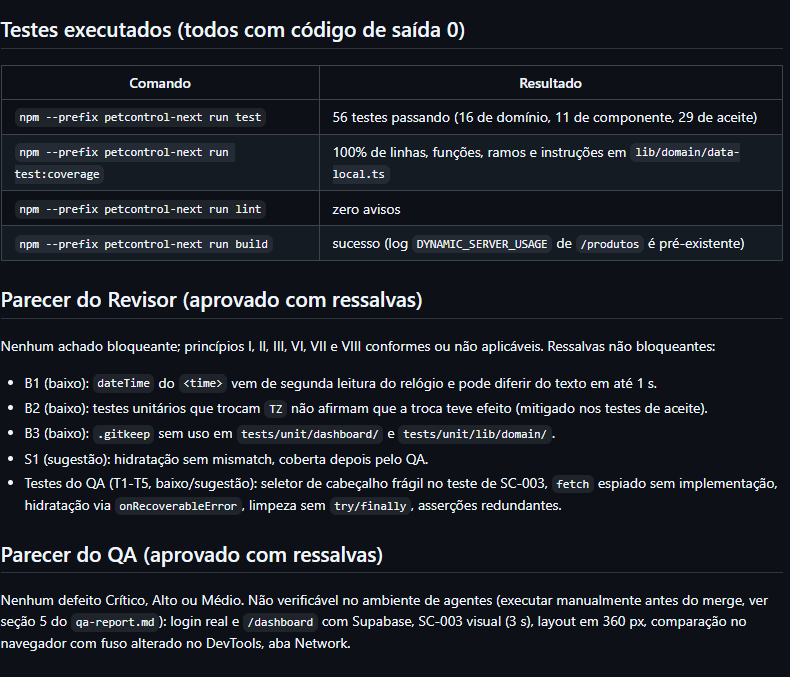 Testes executados (todos com código de saída 0)
Comando
Resultado
npm --prefix petcontrol-next run test
56 testes passando (16 de domínio, 11 de componente, 29 de aceite)
npm --prefix petcontrol-next run
test:coverage
100% de linhas, funções, ramos e instruções em lib/domain/data-
local.ts
npm --prefix petcontrol-next run lint
zero avisos
npm --prefix petcontrol-next run build
sucesso (log DYNAMIC_SERVER_USAGE de /produtos é pré-existente)
Parecer do Revisor (aprovado com ressalvas)
Nenhum achado bloqueante; princípios I, II, III, VI, VII e VIII conformes ou não aplicáveis. Ressalvas não bloqueantes:
• B1 (baixo): dateTime do <time> vem de segunda leitura do relógio e pode diferir do texto em até 1 s.
• B2 (baixo): testes unitários que trocam TZ não afirmam que a troca teve efeito (mitigado nos testes de aceite).
• B3 (baixo): .gitkeep sem uso em tests/unit/dashboard/ e tests/unit/lib/domain/.
• S1 (sugestão): hidratação sem mismatch, coberta depois pelo QA.
• Testes do QA (T1-T5, baixo/sugestão): seletor de cabeçalho frágil no teste de SC-003, fetch espiado sem implementação,
hidratação via onRecoverableError, limpeza sem try/finally, asserções redundantes.
Parecer do QA (aprovado com ressalvas)
Nenhum defeito Crítico, Alto ou Médio. Não verificável no ambiente de agentes (executar manualmente antes do merge, ver
seção 5 do qa-report.md): login real e /dashboard com Supabase, SC-003 visual (3 s), layout em 360 px, comparação no
navegador com fuso alterado no DevTools, aba Network.